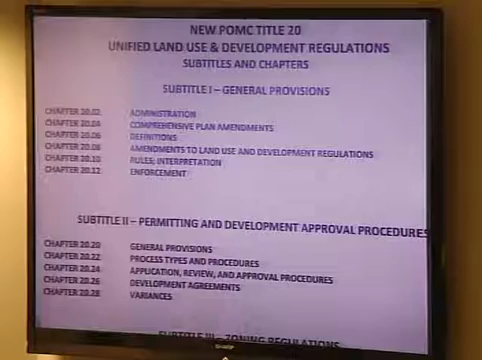 NEW POMC TITLE 20
UNIFIED LAND USE & DEVELOPMENT REGULATIONS
SUBTITLES AND CHAPTERS
SUBTITLE I – GENERAL PROVISIONS
CHAPTER 20.02 ADMINISTRATION
CHAPTER 20.04 COMPREHENSIVE PLAN AMENDMENTS
CHAPTER 20.06 DEFINITIONS
CHAPTER 20.08 AMENDMENTS TO LAND USE AND DEVELOPMENT REGULATIONS
CHAPTER 20.10 RULES; INTERPRETATION
CHAPTER 20.12 ENFORCEMENT
SUBTITLE II – PERMITTING AND DEVELOPMENT APPROVAL PROCEDURES
CHAPTER 20.20 GENERAL PROVISIONS
CHAPTER 20.22 PROCESS TYPES AND PROCEDURES
CHAPTER 20.24 APPLICATION, REVIEW, AND APPROVAL PROCEDURES
CHAPTER 20.26 DEVELOPMENT AGREEMENTS
CHAPTER 20.28 VARIANCES
SUBTITLE III – ZONING REGULATIONS